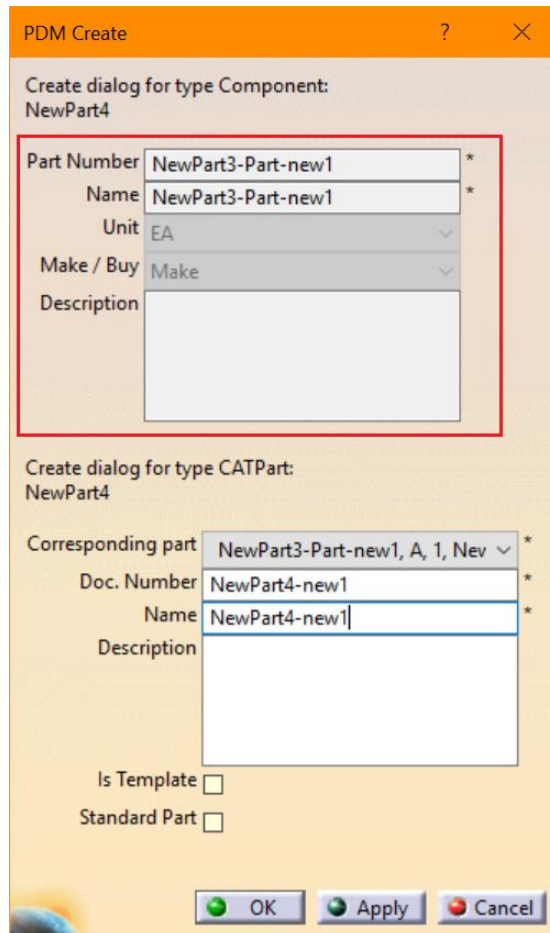 PDM Create ?
Create dialog for type Component:
NewPart4
Part Number NewPart3-Part-new1 *
Name NewPart3-Part-new1 *
Unit EA
Make / Buy Make
Description
Create dialog for type CATPart:
NewPart4
Corresponding part NewPart3-Part-new1, A, 1, Nev *
Doc. Number NewPart4-new1 *
Name NewPart4-new1 *
Description
Is Template
Standard Part
OK Apply Cancel